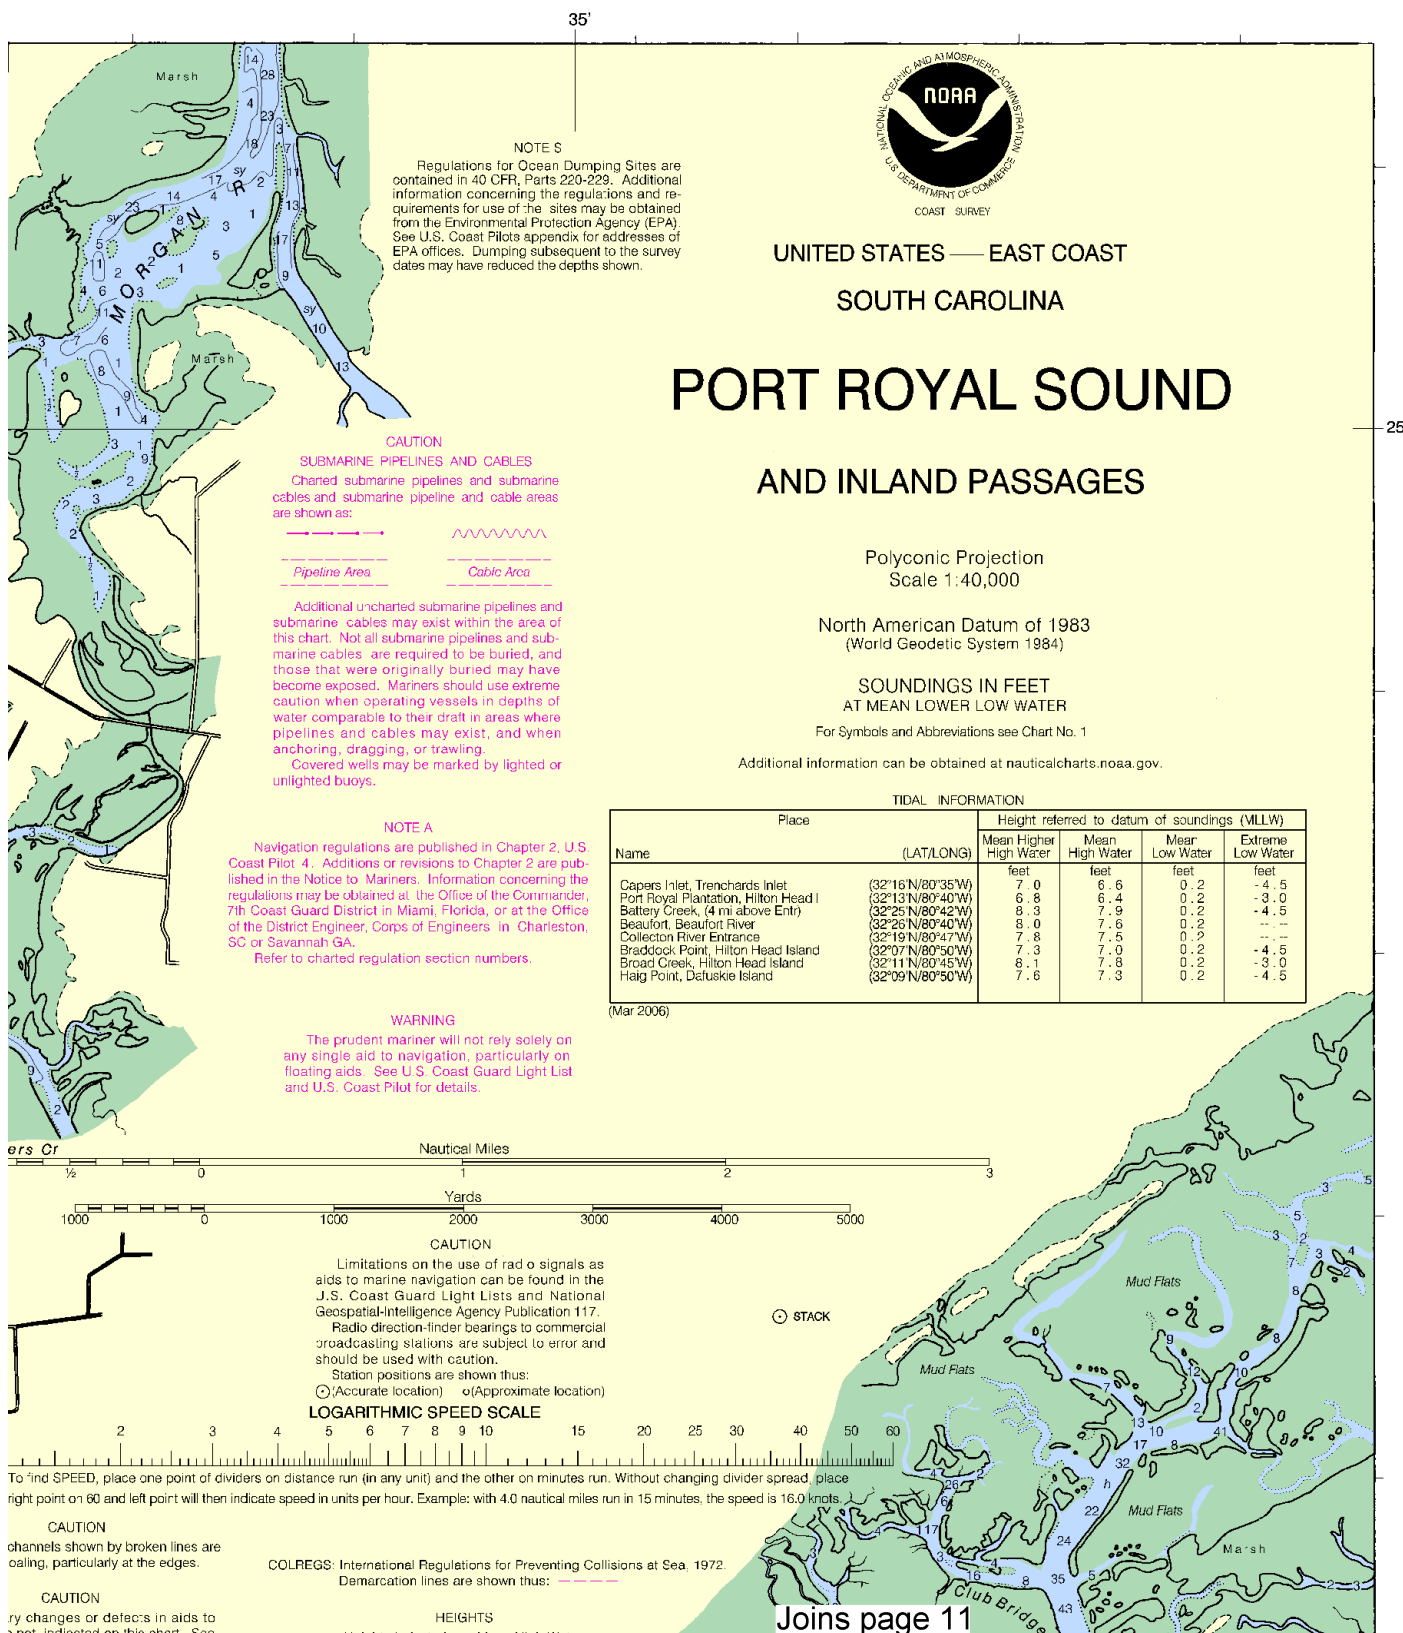 35'
Marsh
NATIONAL OCEANIC AND ATMOSPHERIC ADMINISTRATION
NOAA
U.S. DEPARTMENT OF COMMERCE
COAST SURVEY
NOTE S
Regulations for Ocean Dumping Sites are
contained in 40 CFR, Parts 220-229. Additional
information concerning the regulations and re-
quirements for use of the sites may be obtained
from the Environmental Protection Agency (EPA).
See U.S. Coast Pilots appendix for addresses of
EPA offices. Dumping subsequent to the survey
dates may have reduced the depths shown.
MORGAN R
Marsh
UNITED STATES — EAST COAST
SOUTH CAROLINA
PORT ROYAL SOUND
25
AND INLAND PASSAGES
Polyconic Projection
Scale 1:40,000
North American Datum of 1983
(World Geodetic System 1984)
SOUNDINGS IN FEET
AT MEAN LOWER LOW WATER
For Symbols and Abbreviations see Chart No. 1
Additional information can be obtained at nauticalcharts.noaa.gov.
CAUTION
SUBMARINE PIPELINES AND CABLES
Charted submarine pipelines and submarine
cables and submarine pipeline and cable areas
are shown as:
Pipeline Area Cable Area
Additional uncharted submarine pipelines and
submarine cables may exist within the area of
this chart. Not all submarine pipelines and sub-
marine cables are required to be buried, and
those that were originally buried may have
become exposed. Mariners should use extreme
caution when operating vessels in depths of
water comparable to their draft in areas where
pipelines and cables may exist, and when
anchoring, dragging, or trawling.
Covered wells may be marked by lighted or
unlighted buoys.
NOTE A
Navigation regulations are published in Chapter 2, U.S.
Coast Pilot 4. Additions or revisions to Chapter 2 are pub-
lished in the Notice to Mariners. Information concerning the
regulations may be obtained at the Office of the Commander,
7th Coast Guard District in Miami, Florida, or at the Office
of the District Engineer, Corps of Engineers in Charleston,
SC or Savannah GA.
Refer to charted regulation section numbers.
TIDAL INFORMATION
Place Height referred to datum of soundings (MLLW)
Name (LAT/LONG) Mean Higher High Water Mean High Water Mean Low Water Extreme Low Water
feet feet feet feet
Capers Inlet, Trenchards Inlet (32°16'N/80°35'W) 7.0 6.6 0.2 -4.5
Port Royal Plantation, Hilton Head I (32°13'N/80°40'W) 6.8 6.4 0.2 -3.0
Battery Creek, (4 mi above Entr) (32°25'N/80°42'W) 8.3 7.9 0.2 -4.5
Beaufort, Beaufort River (32°26'N/80°40'W) 8.0 7.6 0.2 --.--
Colleton River Entrance (32°19'N/80°47'W) 7.8 7.5 0.2 --.--
Braddock Point, Hilton Head Island (32°07'N/80°50'W) 7.3 7.0 0.2 -4.5
Broad Creek, Hilton Head Island (32°11'N/80°45'W) 8.1 7.8 0.2 -3.0
Haig Point, Dafuskie Island (32°09'N/80°50'W) 7.6 7.3 0.2 -4.5
(Mar 2006)
WARNING
The prudent mariner will not rely solely on
any single aid to navigation, particularly on
floating aids. See U.S. Coast Guard Light List
and U.S. Coast Pilot for details.
ers Cr
Nautical Miles
½ 0 1 2 3
Yards
1000 0 1000 2000 3000 4000 5000
CAUTION
Limitations on the use of radio signals as
aids to marine navigation can be found in the
U.S. Coast Guard Light Lists and National
Geospatial-Intelligence Agency Publication 117.
Radio direction-finder bearings to commercial
broadcasting stations are subject to error and
should be used with caution.
Station positions are shown thus:
(Accurate location) o(Approximate location)
STACK
Mud Flats
Mud Flats
LOGARITHMIC SPEED SCALE
2 3 4 5 6 7 8 9 10 15 20 25 30 40 50 60
To find SPEED, place one point of dividers on distance run (in any unit) and the other on minutes run. Without changing divider spread, place
right point on 60 and left point will then indicate speed in units per hour. Example: with 4.0 nautical miles run in 15 minutes, the speed is 16.0 knots.
Mud Flats
Marsh
CAUTION
channels shown by broken lines are
oaling, particularly at the edges.
COLREGS: International Regulations for Preventing Collisions at Sea, 1972.
Demarcation lines are shown thus:
CAUTION
ry changes or defects in aids to
HEIGHTS
Club Bridge
Joins page 11